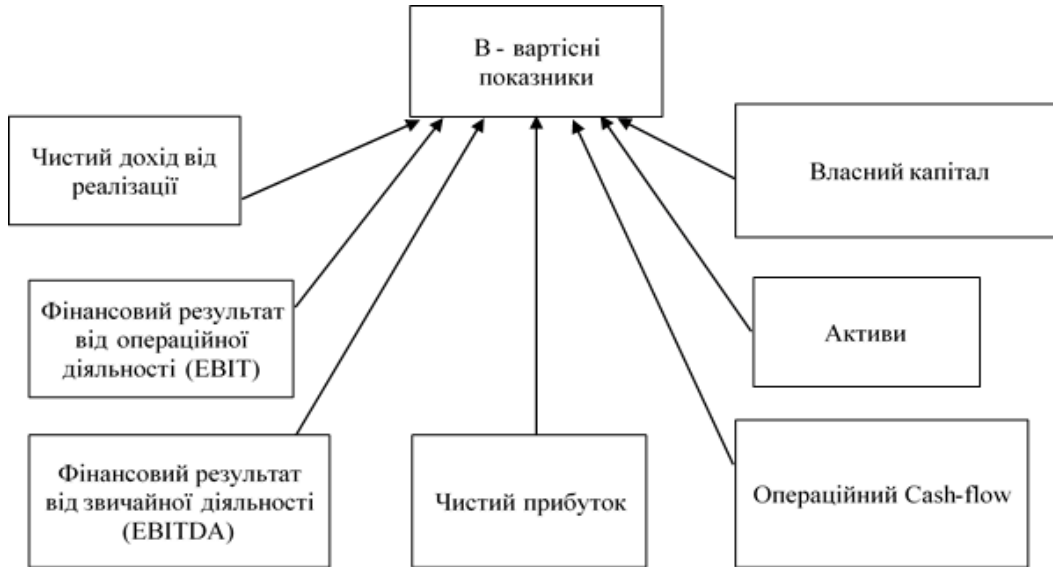 В - вартісні
показники
Чистий дохід від
реалізації
Власний капітал
Фінансовий результат
від операційної
діяльності (EBIT)
Активи
Фінансовий результат
від звичайної діяльності
(EBITDA)
Чистий прибуток
Операційний Cash-flow